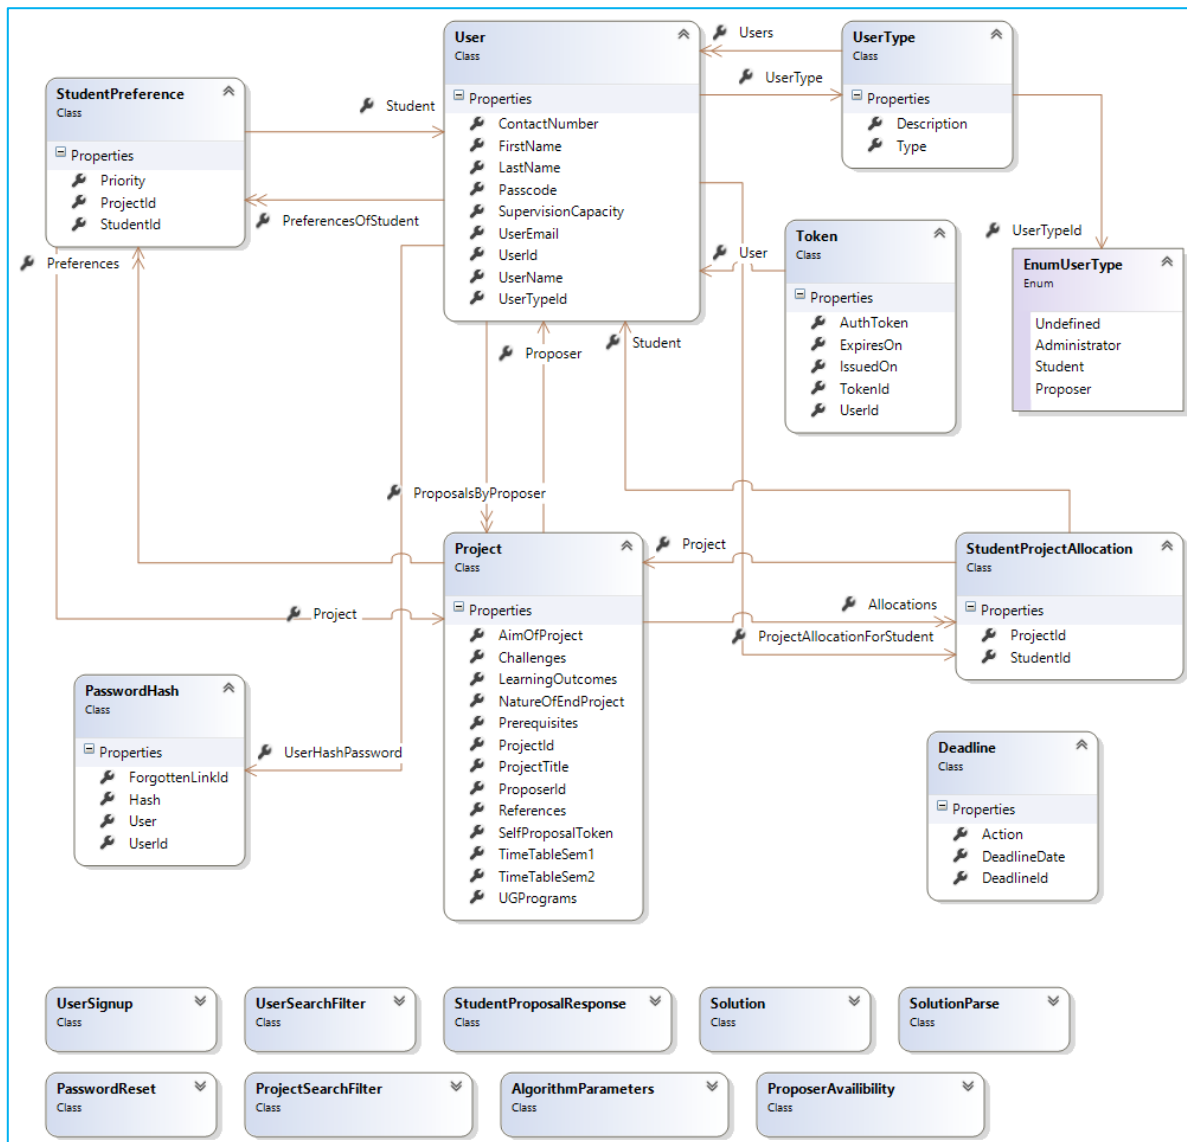 User
Class
Properties
ContactNumber
FirstName
LastName
Passcode
SupervisionCapacity
UserEmail
UserId
UserName
UserTypeId
Users
UserType
UserType
Class
Properties
Description
Type
StudentPreference
Class
Properties
Priority
ProjectId
StudentId
Student
PreferencesOfStudent
Preferences
User
Token
Class
Properties
AuthToken
ExpiresOn
IssuedOn
TokenId
UserId
UserTypeId
EnumUserType
Enum
Undefined
Administrator
Student
Proposer
Proposer
Student
ProposalsByProposer
Project
Class
Properties
AimOfProject
Challenges
LearningOutcomes
NatureOfEndProject
Prerequisites
ProjectId
ProjectTitle
ProposerId
References
SelfProposalToken
TimeTableSem1
TimeTableSem2
UGPrograms
Project
StudentProjectAllocation
Class
Properties
ProjectId
StudentId
Allocations
ProjectAllocationForStudent
Project
PasswordHash
Class
Properties
ForgottenLinkId
Hash
User
UserId
UserHashPassword
Deadline
Class
Properties
Action
DeadlineDate
DeadlineId
UserSignup
Class
UserSearchFilter
Class
StudentProposalResponse
Class
Solution
Class
SolutionParse
Class
PasswordReset
Class
ProjectSearchFilter
Class
AlgorithmParameters
Class
ProposerAvailibility
Class